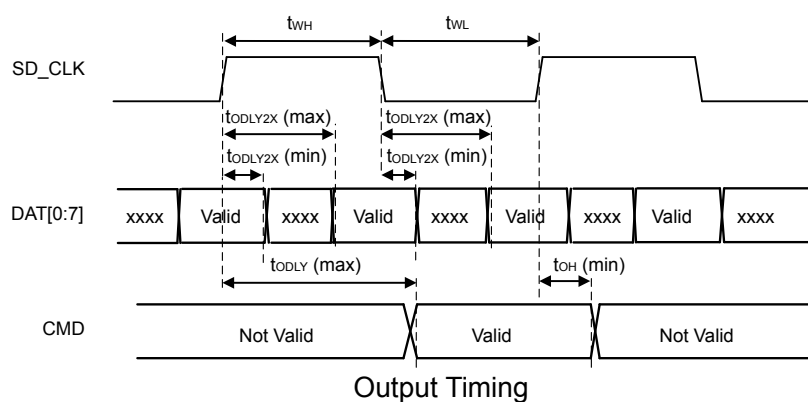 tWH tWL
SD_CLK
tODLY2X (max) tODLY2X (max)
tODLY2X (min) tODLY2X (min)
DAT[0:7] xxxx Valid xxxx Valid xxxx Valid xxxx Valid xxxx
tODLY (max) tOH (min)
CMD Not Valid Valid Not Valid
Output Timing